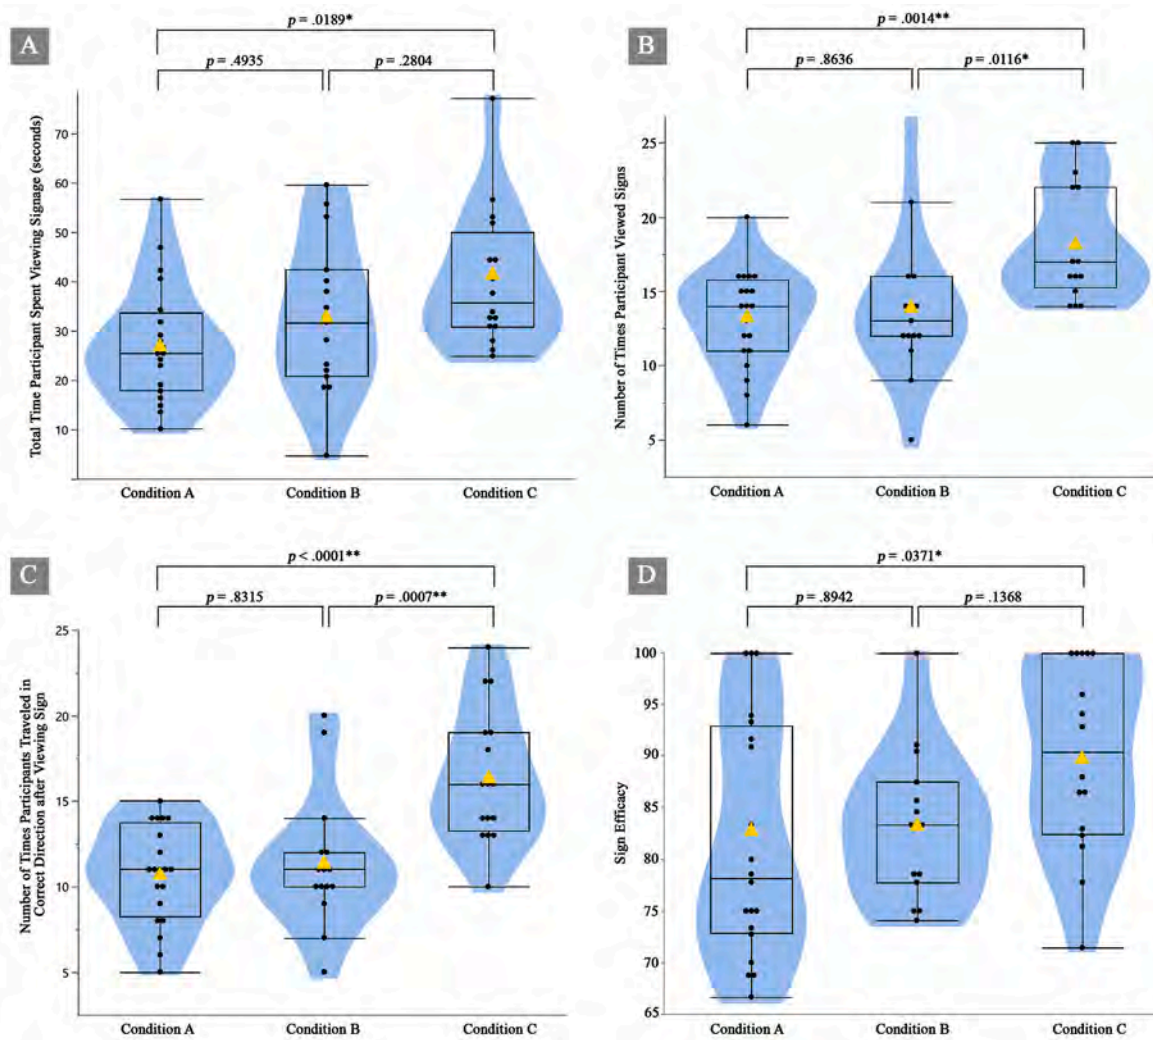 A
p = .0189*
p = .4935
p = .2804
Total Time Participant Spent Viewing Signage (seconds)
70
60
50
40
30
20
10
Condition A
Condition B
Condition C
B
p = .0014**
p = .8636
p = .0116*
Number of Times Participant Viewed Signs
25
20
15
10
5
Condition A
Condition B
Condition C
C
p < .0001**
p = .8315
p = .0007**
Number of Times Participants Traveled in
Correct Direction after Viewing Sign
25
20
15
10
5
Condition A
Condition B
Condition C
D
p = .0371*
p = .8942
p = .1368
Sign Efficacy
100
95
90
85
80
75
70
65
Condition A
Condition B
Condition C